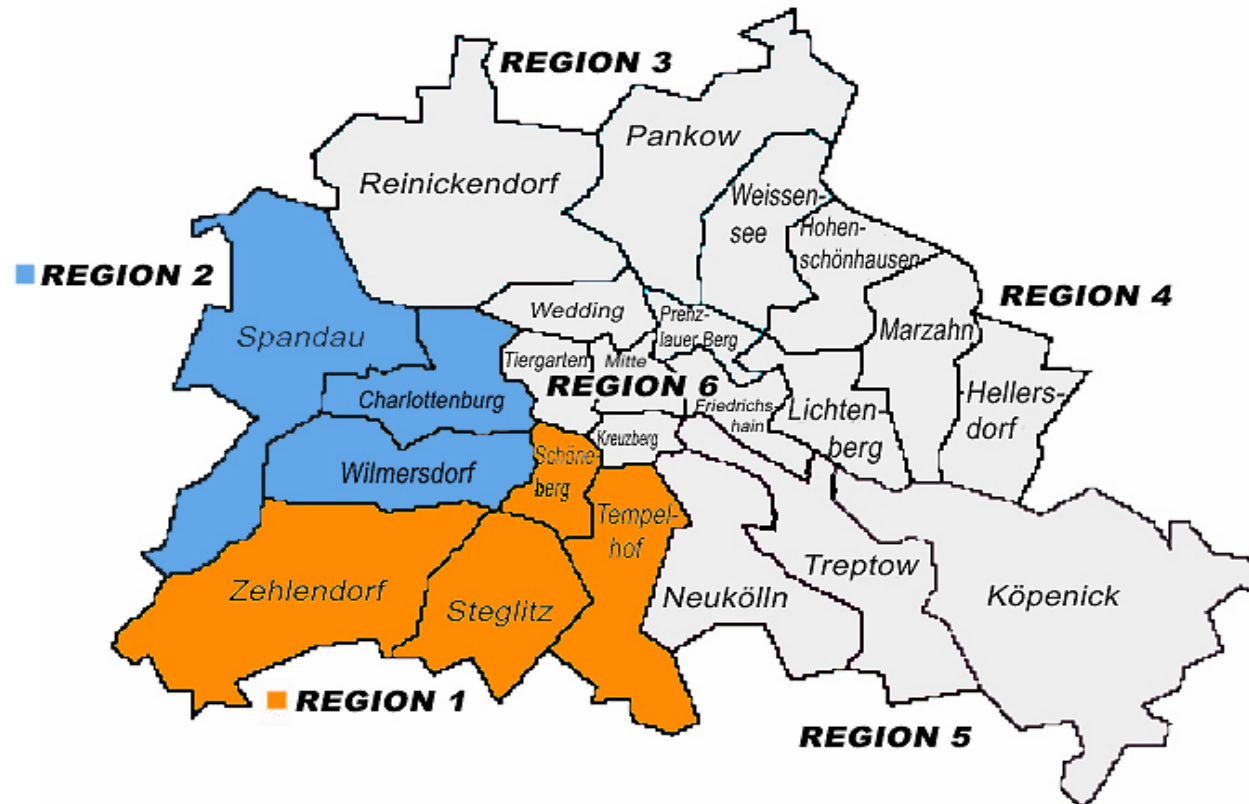 REGION 3
Pankow
Reinickendorf
Weissen-
see
Hohen-
schönhausen
REGION 2
REGION 4
Wedding
Prenz-
lauer Berg
Marzahn
Spandau
Tiergarten
Mitte
REGION 6
Hellers-
dorf
Charlottenburg
Friedrichs
hain
Lichten-
berg
Kreuzberg
Wilmersdorf
Schöne-
berg
Tempel-
hof
Treptow
Zehlendorf
Steglitz
Neukölln
Köpenick
REGION 1
REGION 5